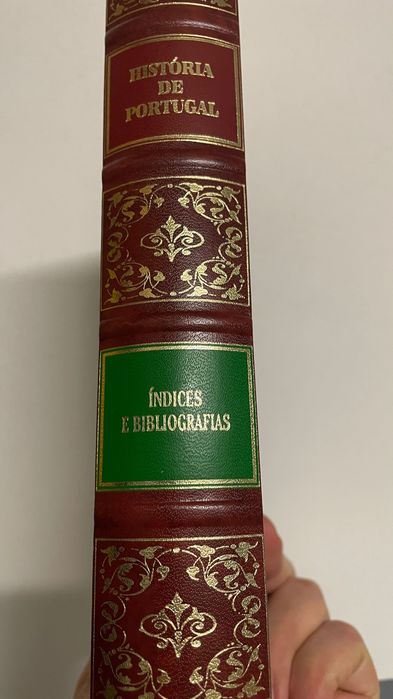 HISTÓRIA
DE
PORTUGAL
ÍNDICES
E BIBLIOGRAFIAS